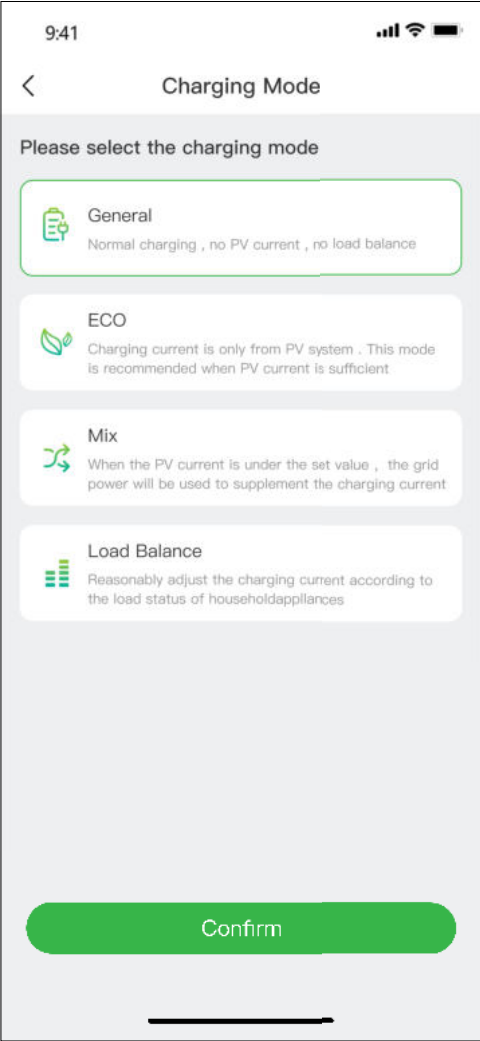 9:41
Charging Mode
Please select the charging mode
General
Normal charging , no PV current , no load balance
ECO
Charging current is only from PV system . This mode
is recommended when PV current is sufficient
Mix
When the PV current is under the set value , the grid
power will be used to supplement the charging current
Load Balance
Reasonably adjust the charging current according to
the load status of householdappliances
Confirm